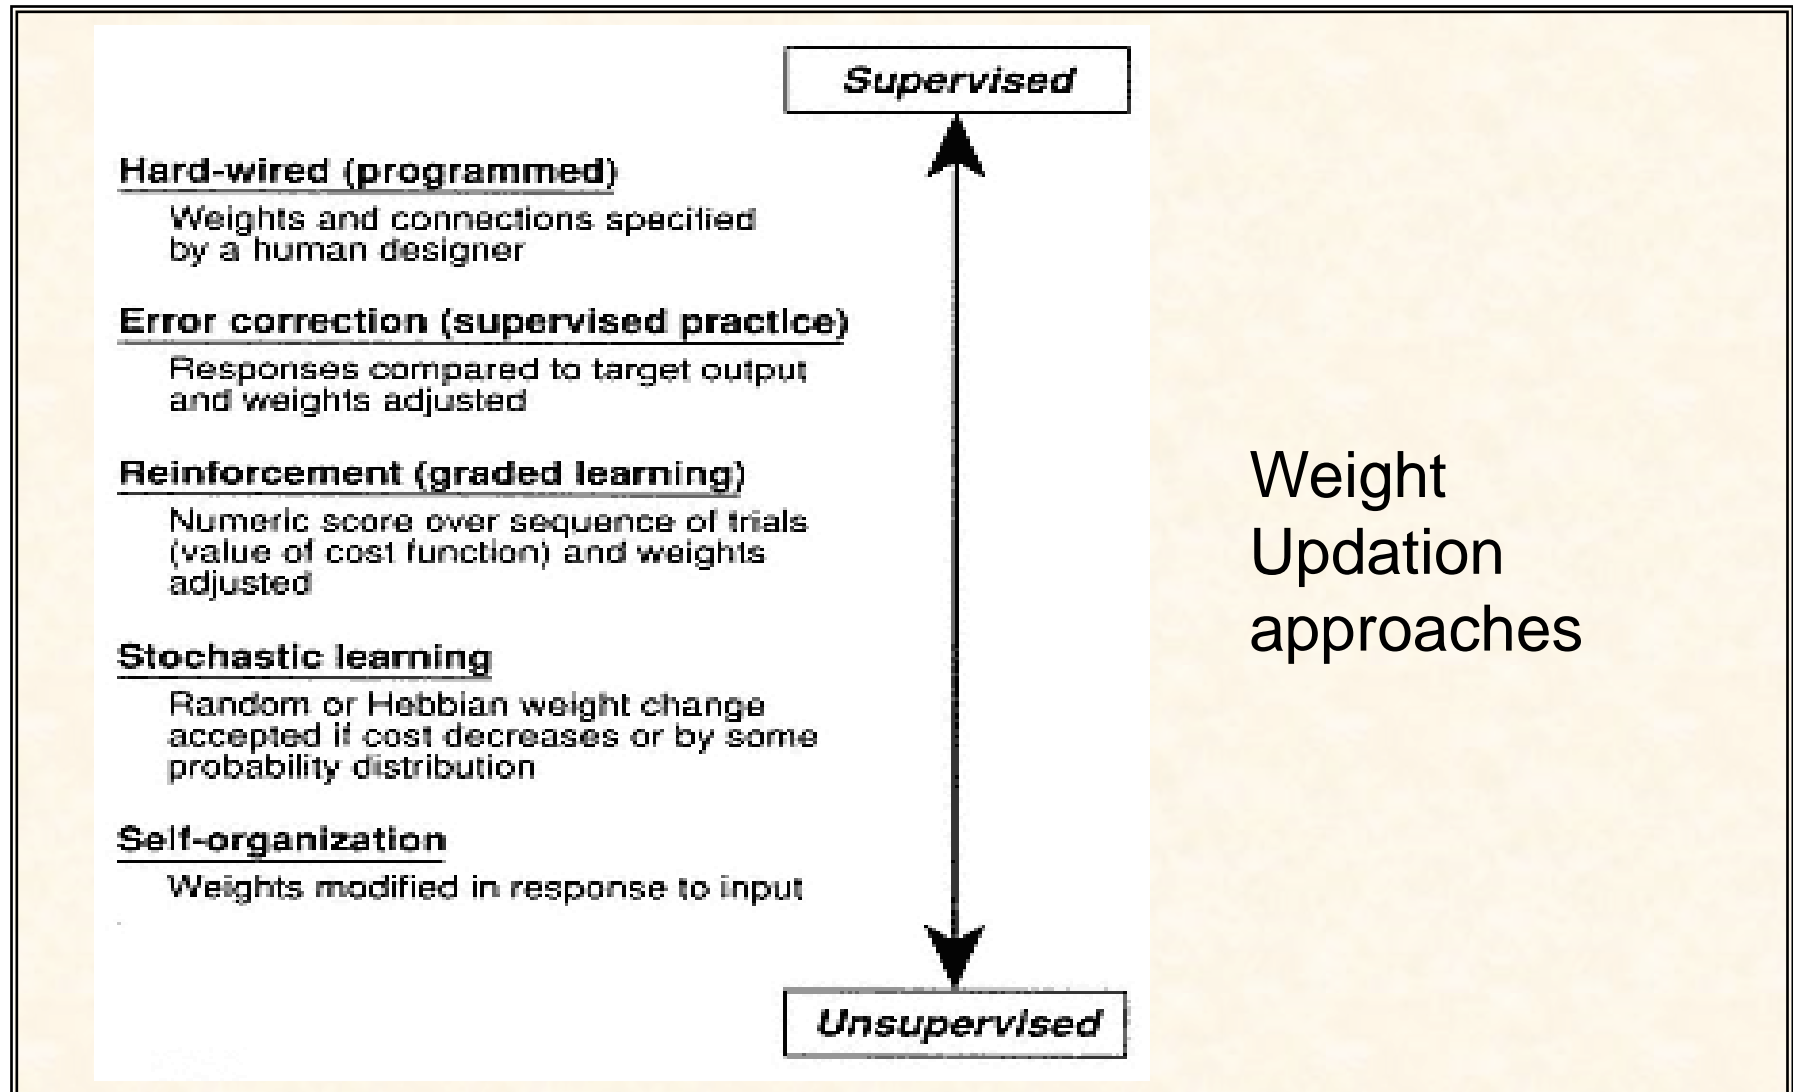 Supervised
Hard-wired (programmed)
Weights and connections specified
by a human designer
Error correction (supervised practice)
Responses compared to target output
and weights adjusted
Reinforcement (graded learning)
Numeric score over sequence of trials
(value of cost function) and weights
adjusted
Stochastic learning
Random or Hebbian weight change
accepted if cost decreases or by some
probability distribution
Self-organization
Weights modified in response to input
Unsupervised
Weight
Updation
approaches